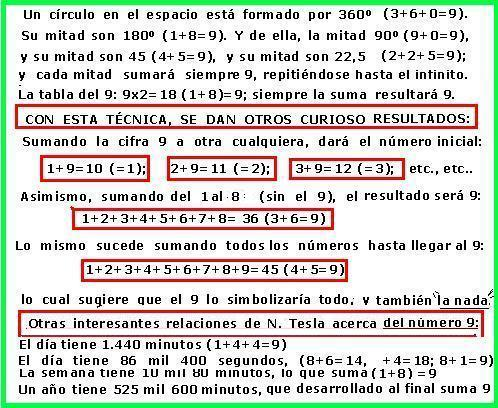 Un círculo en el espacio está formado por 360º (3+6+0=9).
Su mitad son 180º (1+8=9). Y de ella, la mitad 90º (9+0=9),
y su mitad son 45 (4+5=9), y su mitad son 22,5 (2+2+5=9);
y cada mitad sumará siempre 9, repitiéndose hasta el infinito.
La tabla del 9: 9x2=18 (1+8)=9; siempre la suma resultará 9.
CON ESTA TÉCNICA, SE DAN OTROS CURIOSO RESULTADOS:
Sumando la cifra 9 a otra cualquiera, dará el número inicial:
1+9=10 (=1); 2+9=11 (=2); 3+9=12 (=3); etc., etc..
Asimismo, sumando del 1 al 8 (sin el 9), el resultado será 9:
1+2+3+4+5+6+7+8= 36 (3+6=9)
Lo mismo sucede sumando todos los números hasta llegar al 9:
1+2+3+4+5+6+7+8+9=45 (4+5=9)
lo cual sugiere que el 9 lo simbolizaría todo, y también "la nada"
Otras interesantes relaciones de N. Tesla acerca del número 9:
El día tiene 1.440 minutos (1+4+4=9)
El día tiene 86 mil 400 segundos, (8+6=14, +4=18; 8+1=9)
La semana tiene 10 mil 80 minutos, lo que suma (1+8) =9
Un año tiene 525 mil 600 minutos, que desarrollado al final suma 9